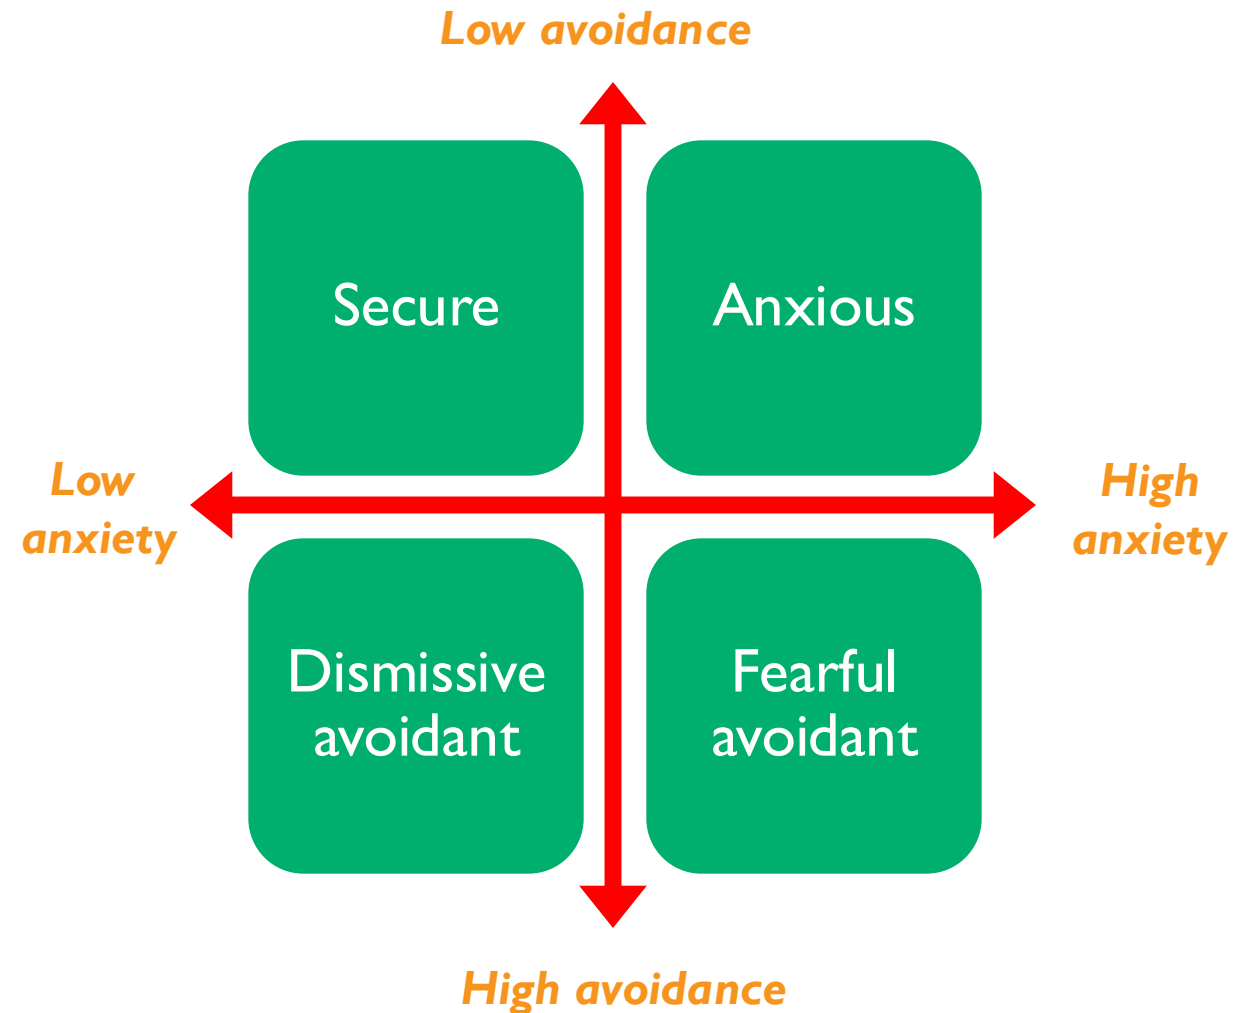 Low avoidance
Secure
Anxious
Low
anxiety
High
anxiety
Dismissive
avoidant
Fearful
avoidant
High avoidance